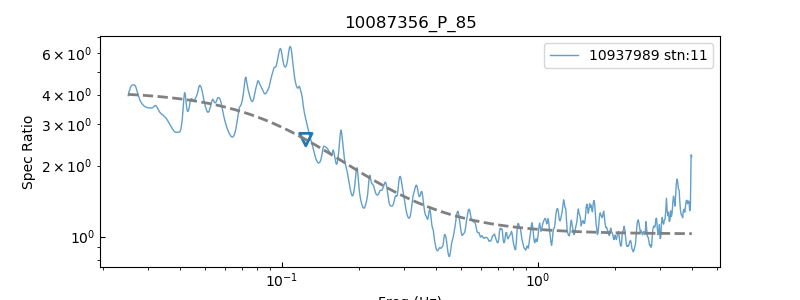 10087356_P_85
10937989 stn:11
Spec Ratio
6 × 10⁰
4 × 10⁰
3 × 10⁰
2 × 10⁰
10⁰
10⁻¹
10⁰
Freq (Hz)